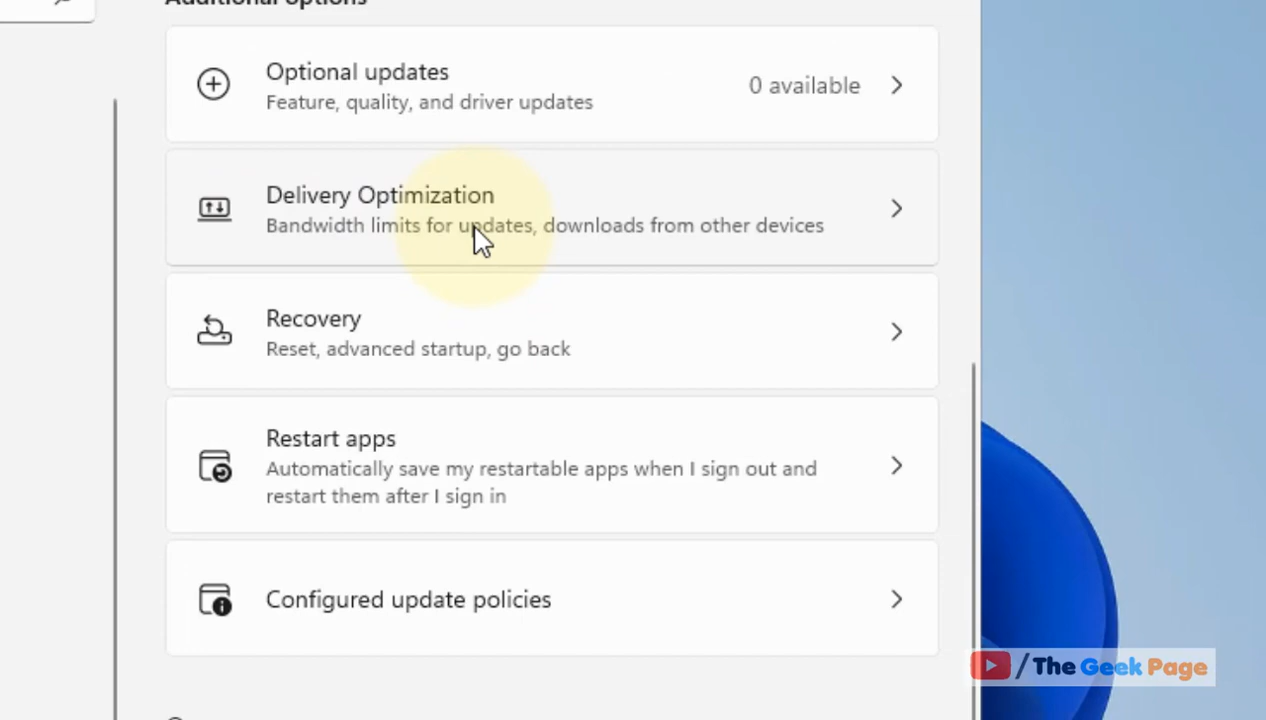 Additional options
Optional updates
0 available
Feature, quality, and driver updates
Delivery Optimization
Bandwidth limits for updates, downloads from other devices
Recovery
Reset, advanced startup, go back
Restart apps
Automatically save my restartable apps when I sign out and
restart them after I sign in
Configured update policies
/The Geek Page